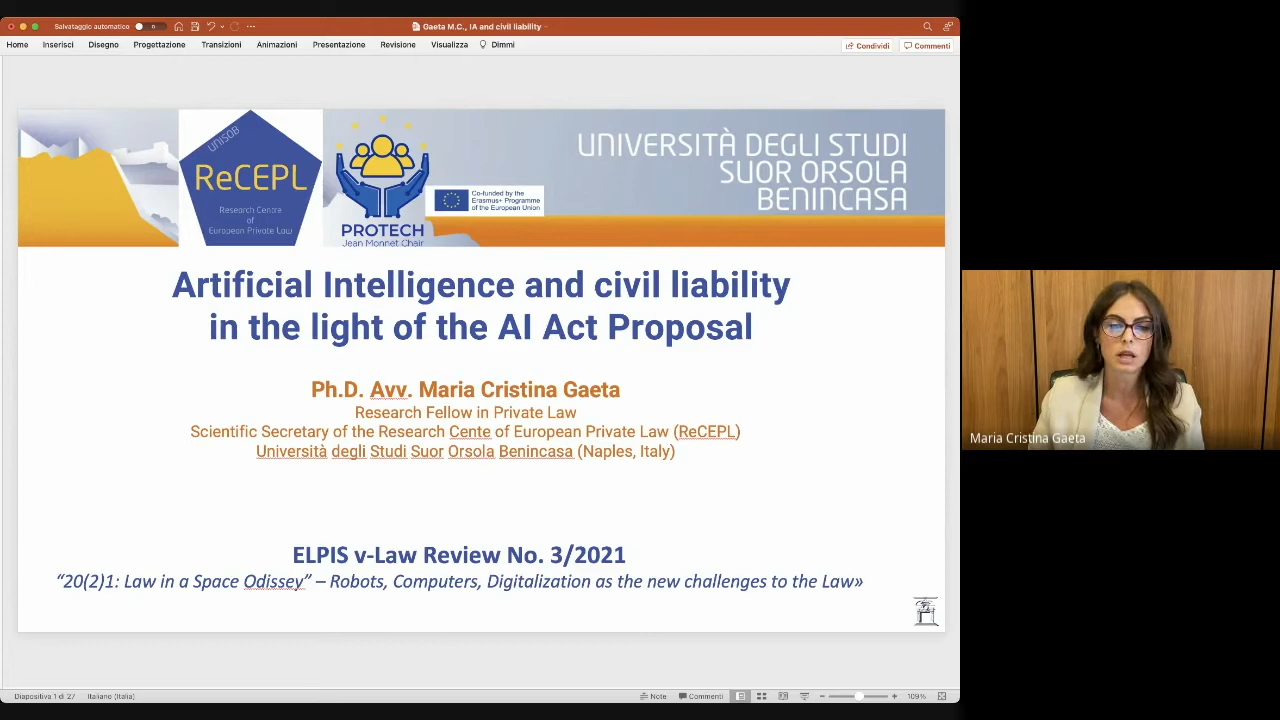 Salvataggio automatico
Gaeta M.C., IA and civil liability
Home Inserisci Disegno Progettazione Transizioni Animazioni Presentazione Revisione Visualizza Dimmi
Condividi Commenti
UNISOB
ReCEPL
Research Centre
of
European Private Law
PROTECH
Jean Monnet Chair
Co-funded by the
Erasmus+ Programme
of the European Union
UNIVERSITÀ DEGLI STUDI
SUOR ORSOLA
BENINCASA
Artificial Intelligence and civil liability
in the light of the AI Act Proposal
Ph.D. Avv. Maria Cristina Gaeta
Research Fellow in Private Law
Scientific Secretary of the Research Cente of European Private Law (ReCEPL)
Università degli Studi Suor Orsola Benincasa (Naples, Italy)
ELPIS v-Law Review No. 3/2021
“20(2)1: Law in a Space Odissey” – Robots, Computers, Digitalization as the new challenges to the Law»
Maria Cristina Gaeta
Diapositiva 1 di 27 Italiano (Italia)
Note Commenti
109%